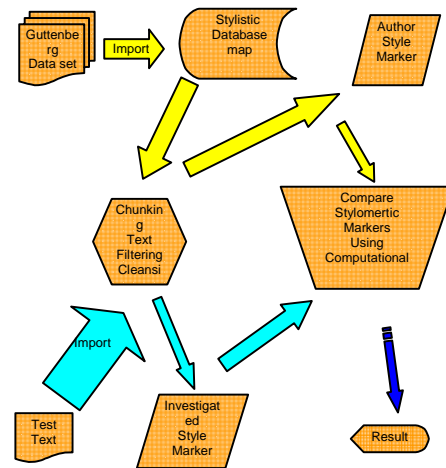 Guttenbe
rg
Data set
Import
Stylistic
Database
map
Author
Style
Marker
Chunkin
g
Text
Filtering
Cleansi
Compare
Stylomertic
Markers
Using
Computational
Import
Test
Text
Investigat
ed
Style
Marker
Result